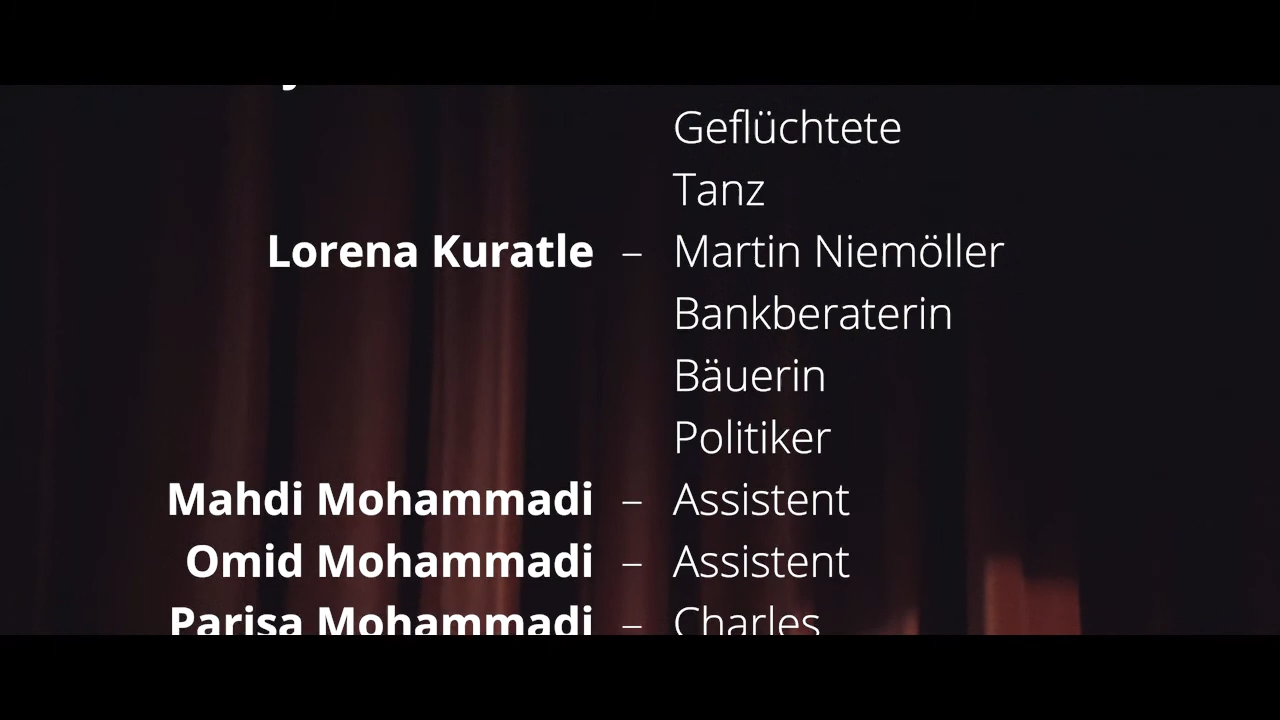 Geflüchtete
Tanz
Lorena Kuratle – Martin Niemöller
Bankberaterin
Bäuerin
Politiker
Mahdi Mohammadi – Assistent
Omid Mohammadi – Assistent
Parisa Mohammadi – Charles